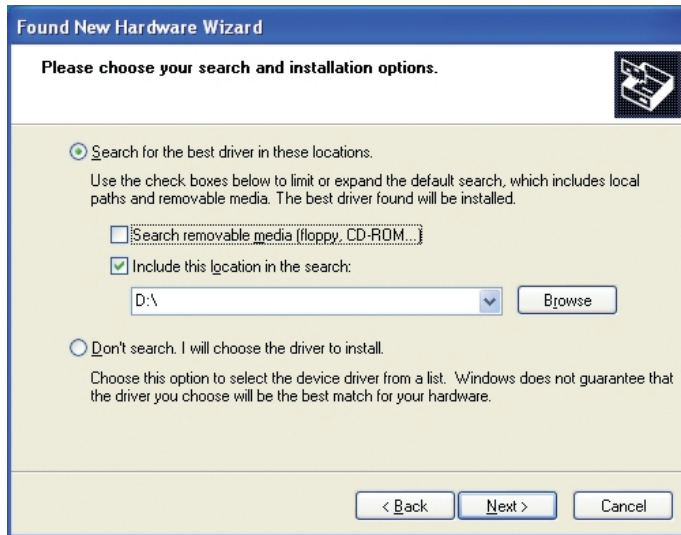 Found New Hardware Wizard
Please choose your search and installation options.
Search for the best driver in these locations.
Use the check boxes below to limit or expand the default search, which includes local
paths and removable media. The best driver found will be installed.
Search removable media (floppy, CD-ROM...)
Include this location in the search:
D:\
Browse
Don't search. I will choose the driver to install.
Choose this option to select the device driver from a list. Windows does not guarantee that
the driver you choose will be the best match for your hardware.
< Back
Next >
Cancel